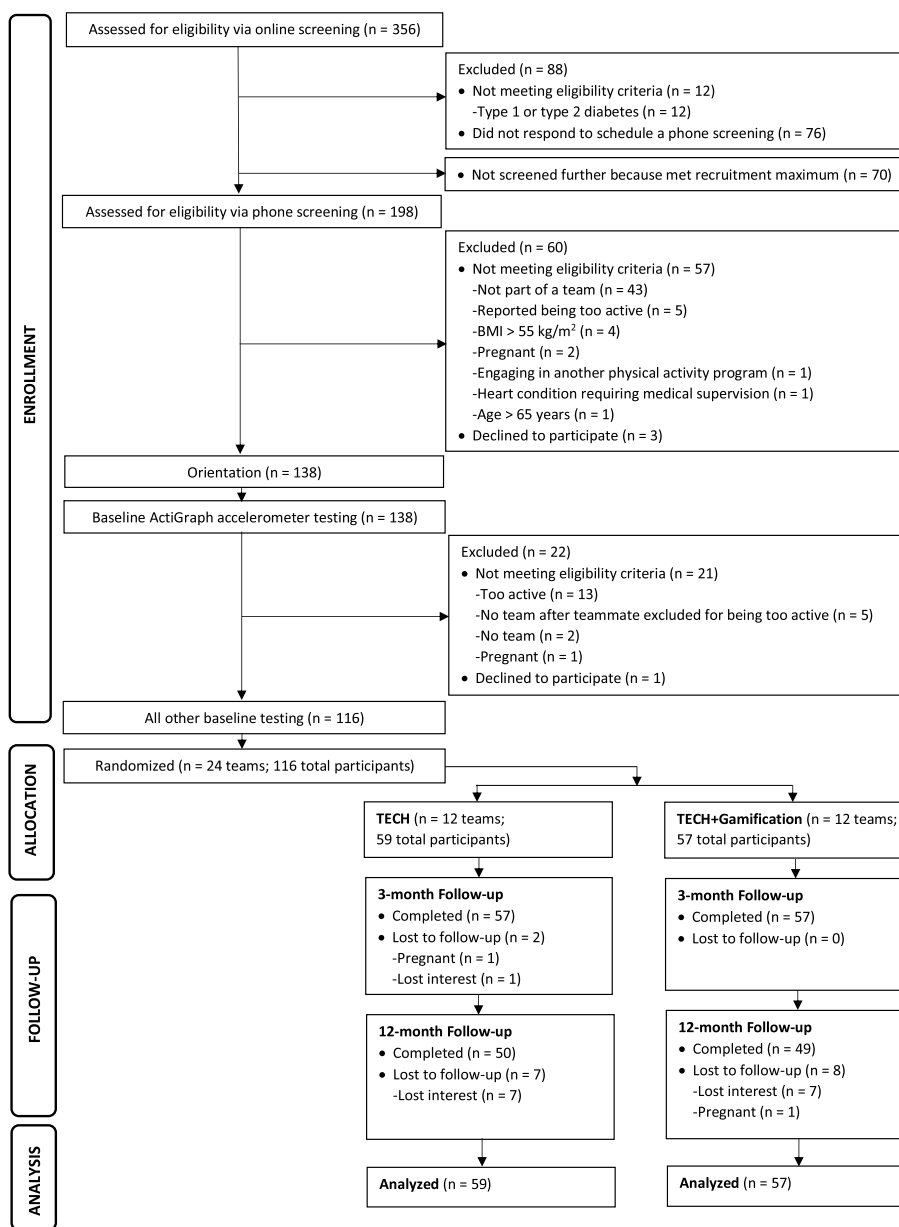 Assessed for eligibility via online screening (n = 356)
Excluded (n = 88)
• Not meeting eligibility criteria (n = 12)
-Type 1 or type 2 diabetes (n = 12)
• Did not respond to schedule a phone screening (n = 76)
• Not screened further because met recruitment maximum (n = 70)
Assessed for eligibility via phone screening (n = 198)
Excluded (n = 60)
• Not meeting eligibility criteria (n = 57)
-Not part of a team (n = 43)
-Reported being too active (n = 5)
-BMI > 55 kg/m² (n = 4)
-Pregnant (n = 2)
-Engaging in another physical activity program (n = 1)
-Heart condition requiring medical supervision (n = 1)
-Age > 65 years (n = 1)
• Declined to participate (n = 3)
ENROLLMENT
Orientation (n = 138)
Baseline ActiGraph accelerometer testing (n = 138)
Excluded (n = 22)
• Not meeting eligibility criteria (n = 21)
-Too active (n = 13)
-No team after teammate excluded for being too active (n = 5)
-No team (n = 2)
-Pregnant (n = 1)
• Declined to participate (n = 1)
All other baseline testing (n = 116)
ALLOCATION
Randomized (n = 24 teams; 116 total participants)
TECH (n = 12 teams;
59 total participants)
TECH+Gamification (n = 12 teams;
57 total participants)
FOLLOW-UP
3-month Follow-up
• Completed (n = 57)
• Lost to follow-up (n = 2)
-Pregnant (n = 1)
-Lost interest (n = 1)
3-month Follow-up
• Completed (n = 57)
• Lost to follow-up (n = 0)
12-month Follow-up
• Completed (n = 50)
• Lost to follow-up (n = 7)
-Lost interest (n = 7)
12-month Follow-up
• Completed (n = 49)
• Lost to follow-up (n = 8)
-Lost interest (n = 7)
-Pregnant (n = 1)
ANALYSIS
Analyzed (n = 59)
Analyzed (n = 57)